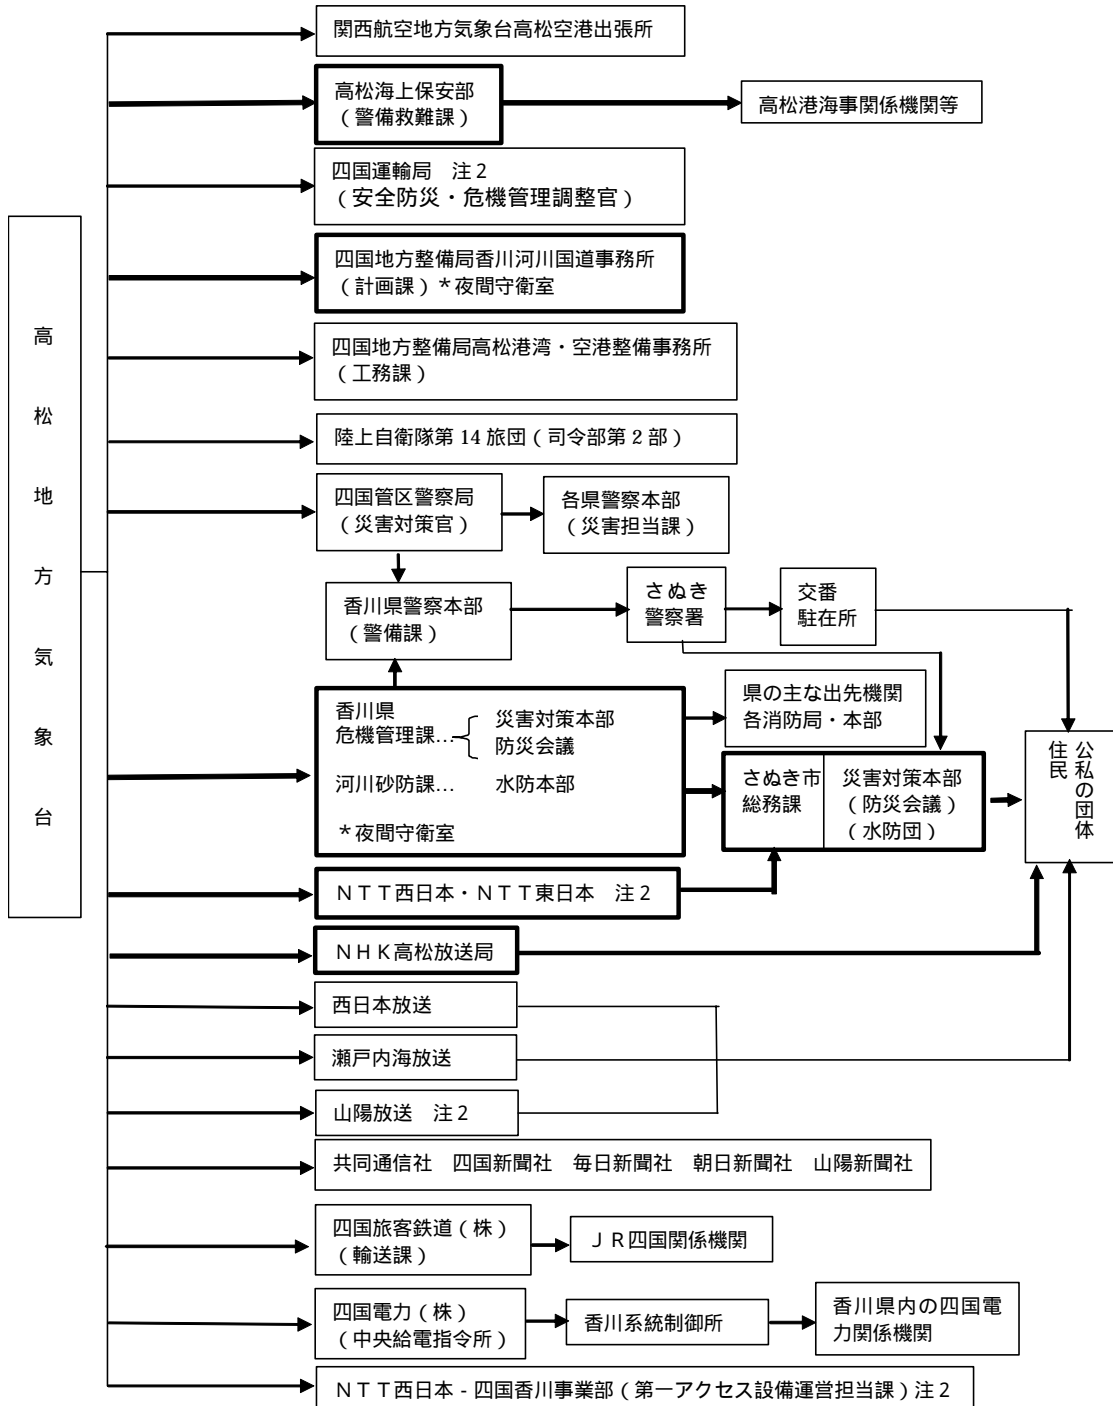 関西航空地方気象台高松空港出張所
高松海上保安部
（警備救難課）
高松港海事関係機関等
四国運輸局　注２
（安全防災・危機管理調整官）
四国地方整備局香川河川国道事務所
（計画課）＊夜間守衛室
高松地方気象台
四国地方整備局高松港湾・空港整備事務所
（工務課）
陸上自衛隊第 14 旅団（司令部第２部）
四国管区警察局
（災害対策官）
各県警察本部
（災害担当課）
香川県警察本部
（警備課）
さぬき
警察署
交番
駐在所
香川県
危機管理課…
災害対策本部
防災会議
河川砂防課…　水防本部
＊夜間守衛室
県の主な出先機関
各消防局・本部
さぬき市
総務課
災害対策本部
（防災会議）
（水防団）
公私の団体
住民
ＮＴＴ西日本・ＮＴＴ東日本　注２
ＮＨＫ高松放送局
西日本放送
瀬戸内海放送
山陽放送　注２
共同通信社　四国新聞社　毎日新聞社　朝日新聞社　山陽新聞社
四国旅客鉄道（株）
（輸送課）
ＪＲ四国関係機関
四国電力（株）
（中央給電指令所）
香川系統制御所
香川県内の四国電
力関係機関
ＮＴＴ西日本‐四国香川事業部（第一アクセス設備運営担当課）注２